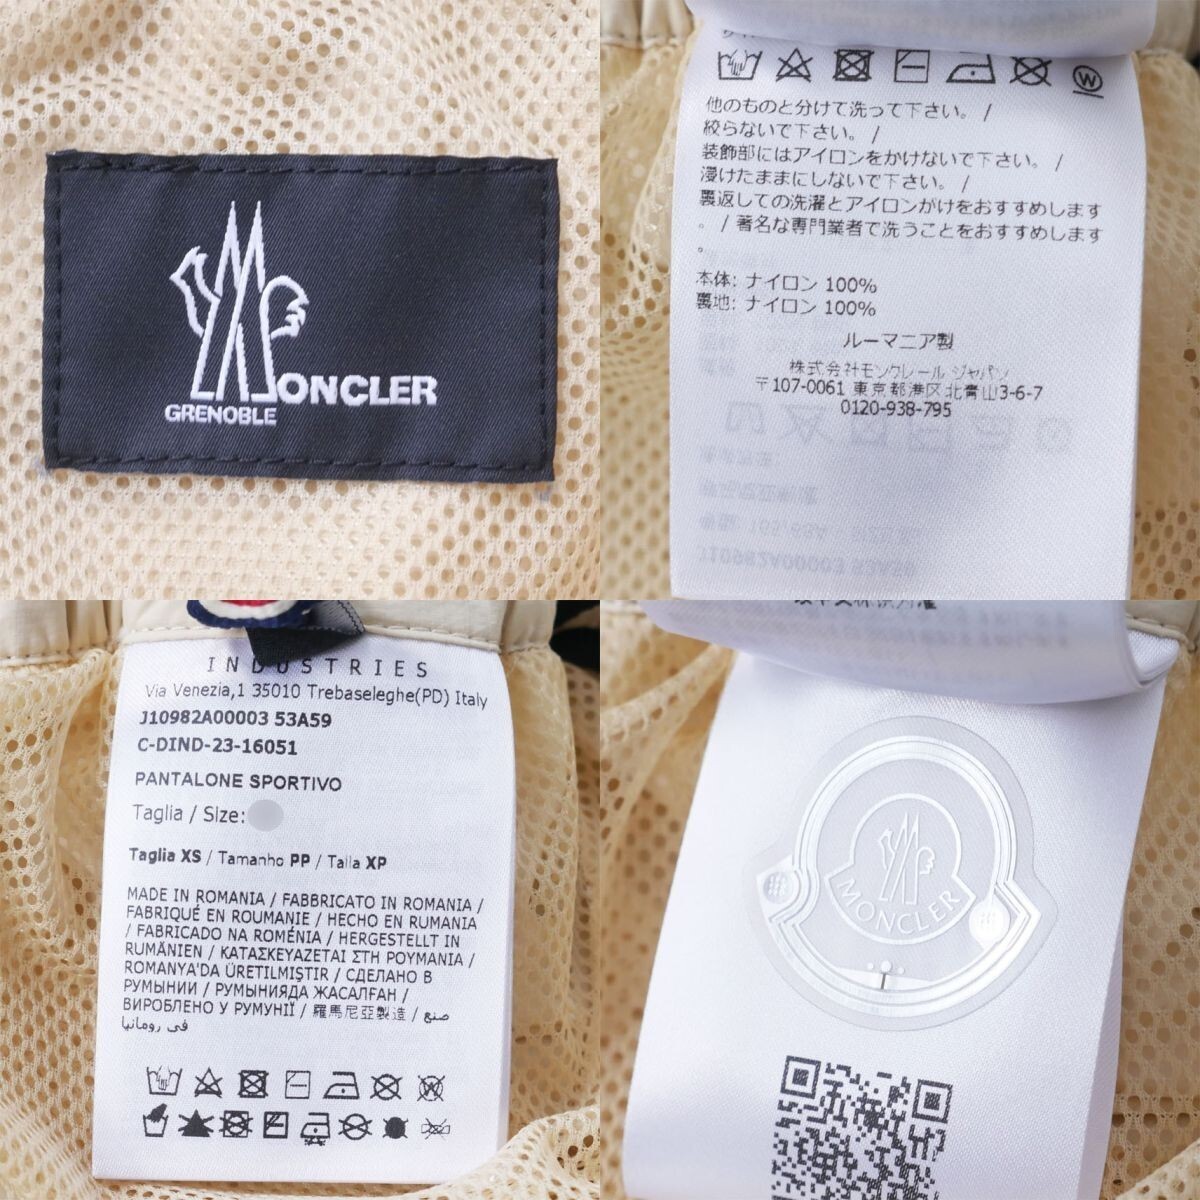 MONCLER
GRENOBLE
他のものと分けて洗って下さい。 /
絞らないで下さい。 /
装飾部にはアイロンをかけないで下さい。 /
浸けたままにしないで下さい。 /
裏返しての洗濯とアイロンがけをおすすめします
。 / 著名な専門業者で洗うことをおすすめします
。
本体: ナイロン 100%
裏地: ナイロン 100%
ルーマニア製
株式会社モンクレール ジャパン
〒107-0061 東京都港区北青山3-6-7
0120-938-795
INDUSTRIES
Via Venezia,1 35010 Trebaseleghe(PD) Italy
J10982A00003 53A59
C-DIND-23-16051
PANTALONE SPORTIVO
Taglia / Size:
Taglia XS / Tamanho PP / Talla XP
MADE IN ROMANIA / FABBRICATO IN ROMANIA /
FABRIQUÉ EN ROUMANIE / HECHO EN RUMANIA
/ FABRICADO NA ROMÉNIA / HERGESTELLT IN
RUMÄNIEN / ΚΑΤΑΣΚΕΥΑΖΕΤΑΙ ΣΤΗ ΡΟΥΜΑΝΙΑ /
ROMANYA'DA ÜRETILMIŞTIR / СДЕЛАНО В
РУМЫНИИ / РУМЫНИЯДА ЖАСАЛҒАН /
ВИРОБЛЕНО У РУМУНІЇ / 羅馬尼亞製造 / صنع
في رومانيا
MONCLER